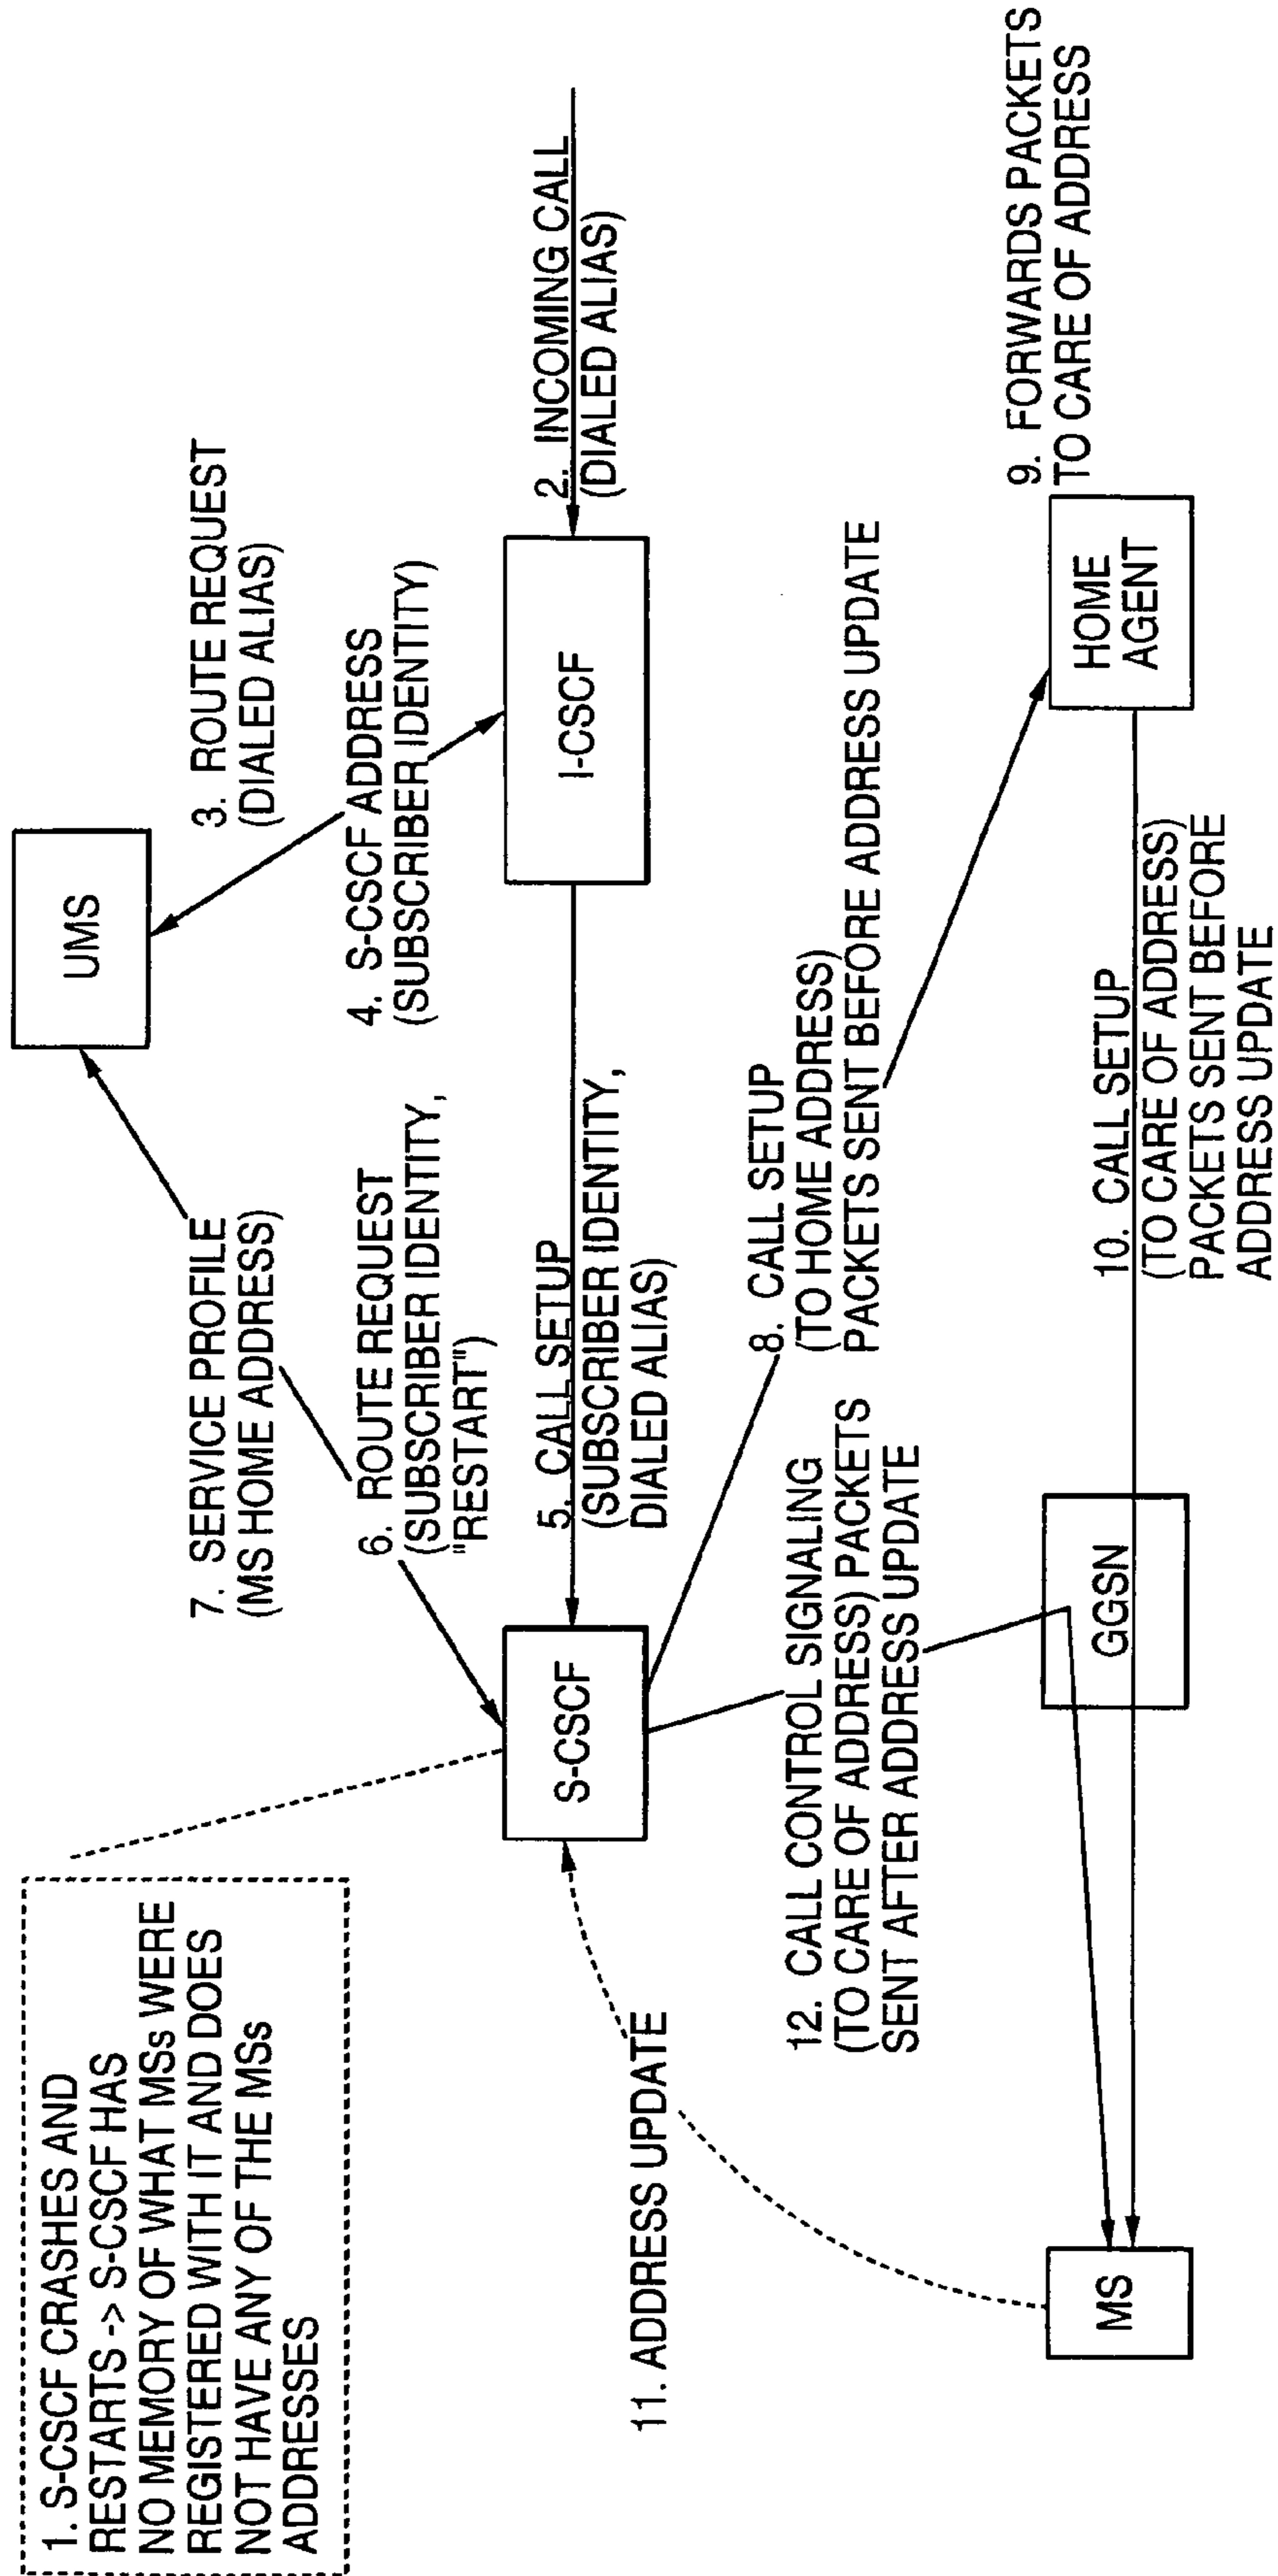 1. S-CSCF CRASHES AND
RESTARTS -> S-CSCF HAS
NO MEMORY OF WHAT MSs WERE
REGISTERED WITH IT AND DOES
NOT HAVE ANY OF THE MSs
ADDRESSES
7. SERVICE PROFILE
(MS HOME ADDRESS)
UMS
3. ROUTE REQUEST
(DIALED ALIAS)
6. ROUTE REQUEST
(SUBSCRIBER IDENTITY,
"RESTART")
4. S-CSCF ADDRESS
(SUBSCRIBER IDENTITY)
S-CSCF
5. CALL SETUP
(SUBSCRIBER IDENTITY,
DIALED ALIAS)
I-CSCF
2. INCOMING CALL
(DIALED ALIAS)
11. ADDRESS UPDATE
12. CALL CONTROL SIGNALING
(TO CARE OF ADDRESS) PACKETS
SENT AFTER ADDRESS UPDATE
8. CALL SETUP
(TO HOME ADDRESS)
PACKETS SENT BEFORE ADDRESS UPDATE
MS
GGSN
10. CALL SETUP
(TO CARE OF ADDRESS)
PACKETS SENT BEFORE
ADDRESS UPDATE
HOME
AGENT
9. FORWARDS PACKETS
TO CARE OF ADDRESS